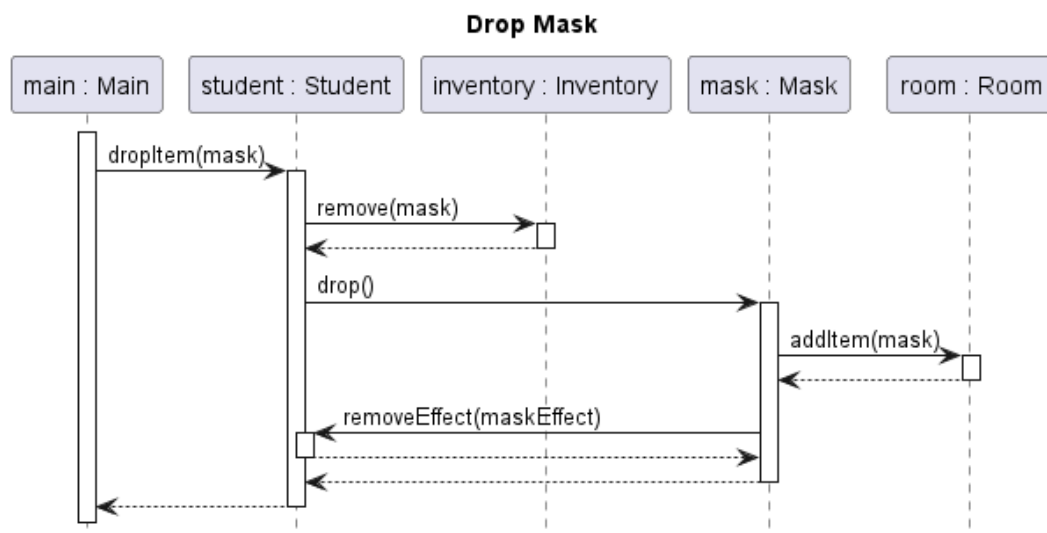 Drop Mask
main : Main
student : Student
inventory : Inventory
mask : Mask
room : Room
dropItem(mask)
remove(mask)
drop()
addItem(mask)
removeEffect(maskEffect)